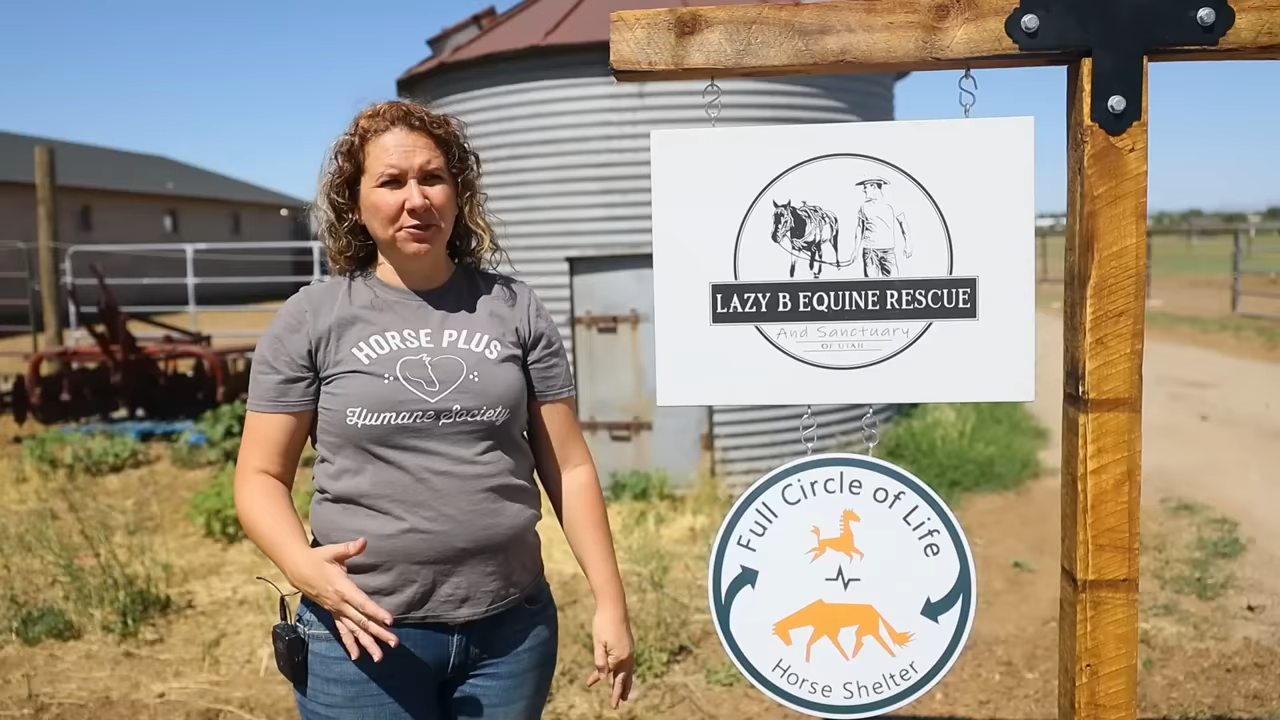 HORSE PLUS
Humane Society
LAZY B EQUINE RESCUE
And Sanctuary
OF UTAH
Full Circle of Life
Horse Shelter